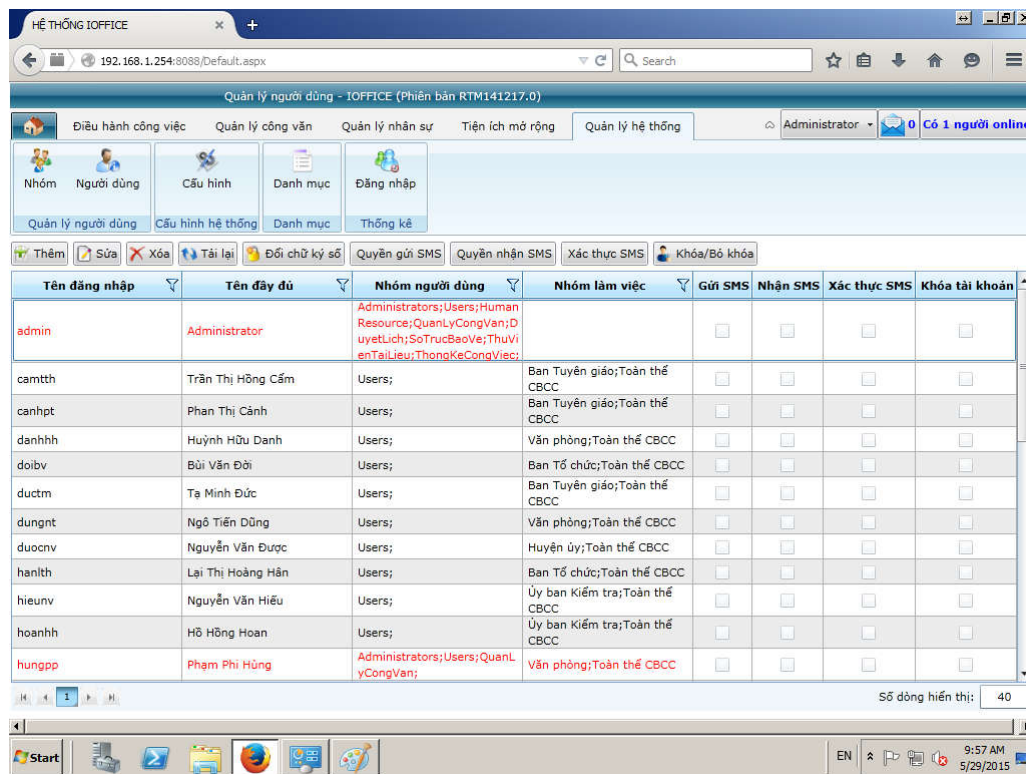 HỆ THỐNG IOFFICE
192.168.1.254:8088/Default.aspx
Search
Quản lý người dùng - IOFFICE (Phiên bản RTM141217.0)
Điều hành công việc Quản lý công văn Quản lý nhân sự Tiện ích mở rộng Quản lý hệ thống Administrator 0 Có 1 người online
Nhóm Người dùng Cấu hình Danh mục Đăng nhập
Quản lý người dùng Cấu hình hệ thống Danh mục Thống kê
Thêm Sửa Xóa Tải lại Đổi chữ ký số Quyền gửi SMS Quyền nhận SMS Xác thực SMS Khóa/Bỏ khóa
Tên đăng nhập Tên đầy đủ Nhóm người dùng Nhóm làm việc Gửi SMS Nhận SMS Xác thực SMS Khóa tài khoản
Administrators;Users;Human
admin Administrator Resource;QuanLyCongVan;D
uyetLich;SoTrucBaoVe;ThuVi
enTaiLieu;ThongKeCongViec;
camtth Trần Thị Hồng Cẩm Users; Ban Tuyên giáo;Toàn thể
CBCC
canhpt Phan Thị Cảnh Users; Ban Tuyên giáo;Toàn thể
CBCC
danhhh Huỳnh Hữu Danh Users; Văn phòng;Toàn thể CBCC
doibv Bùi Văn Đời Users; Ban Tổ chức;Toàn thể CBCC
ductm Tạ Minh Đức Users; Ban Tuyên giáo;Toàn thể
CBCC
dungnt Ngô Tiến Dũng Users; Văn phòng;Toàn thể CBCC
duocnv Nguyễn Văn Được Users; Huyện ủy;Toàn thể CBCC
hanlth Lại Thị Hoàng Hân Users; Ban Tổ chức;Toàn thể CBCC
hieunv Nguyễn Văn Hiếu Users; Ủy ban Kiểm tra;Toàn thể
CBCC
hoanhh Hồ Hồng Hoan Users; Ủy ban Kiểm tra;Toàn thể
CBCC
hungpp Phạm Phi Hùng Administrators;Users;QuanL
yCongVan; Văn phòng;Toàn thể CBCC
1 Số dòng hiển thị: 40
Start EN 9:57 AM
5/29/2015